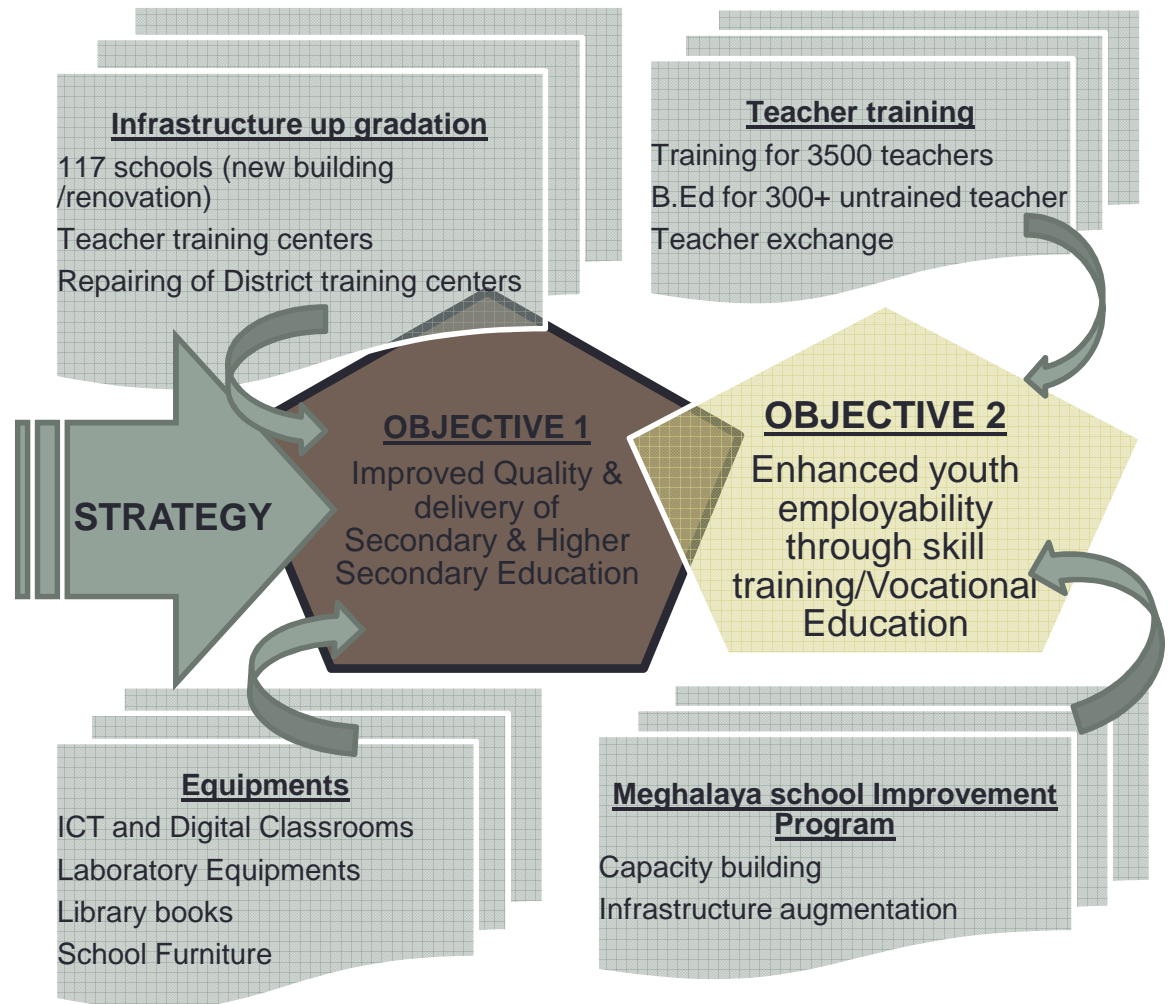 Infrastructure up gradation
117 schools (new building
/renovation)
Teacher training centers
Repairing of District training centers
Teacher training
Training for 3500 teachers
B.Ed for 300+ untrained teacher
Teacher exchange
STRATEGY
OBJECTIVE 1
Improved Quality &
delivery of
Secondary & Higher
Secondary Education
OBJECTIVE 2
Enhanced youth
employability
through skill
training/Vocational
Education
Equipments
ICT and Digital Classrooms
Laboratory Equipments
Library books
School Furniture
Meghalaya school Improvement
Program
Capacity building
Infrastructure augmentation